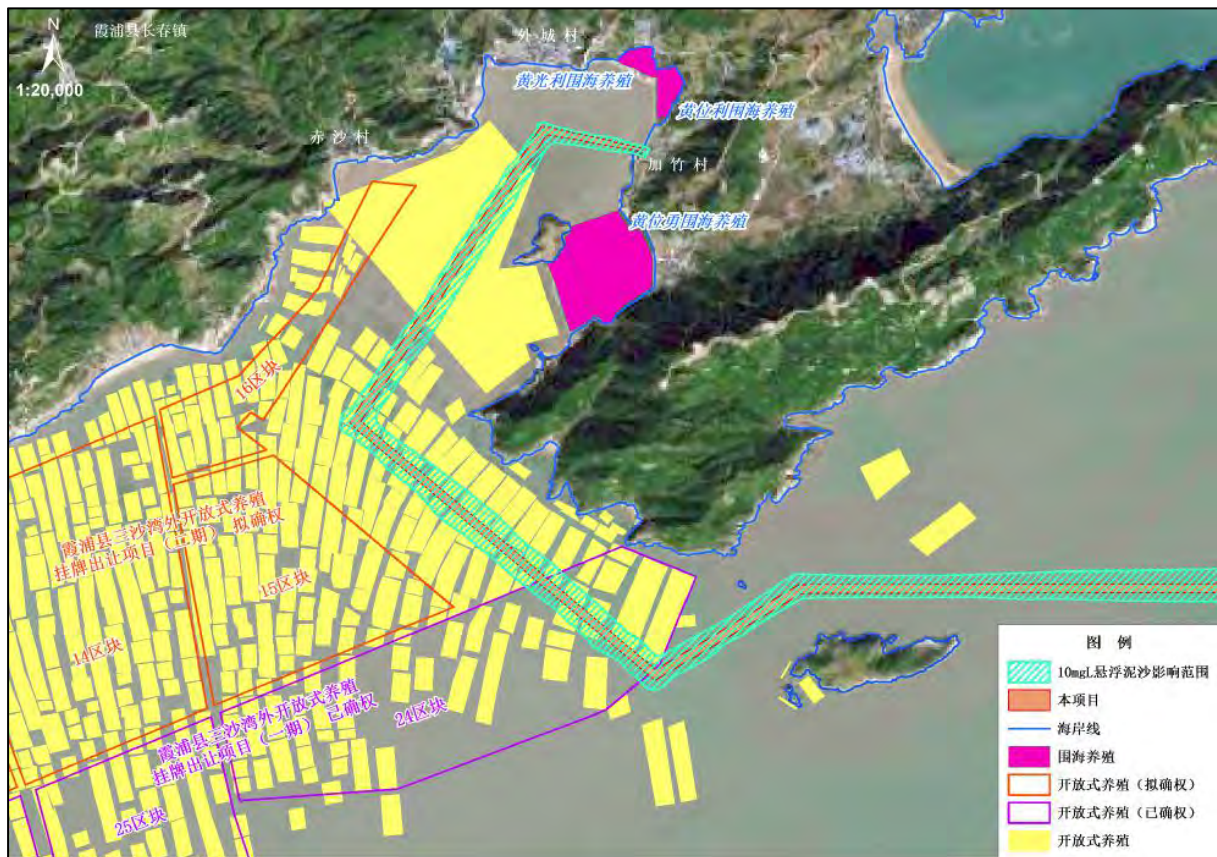 霞浦县长春镇
外城村
N
黄光利围海养殖
1:20,000
黄位利围海养殖
赤沙村
加竹村
黄位勇围海养殖
16区块
霞浦县三沙湾外开放式养殖
挂牌出让项目（二期） 拟确权
15区块
14区块
霞浦县三沙湾外开放式养殖
挂牌出让项目（一期） 已确权
24区块
25区块
图 例
10mgL悬浮泥沙影响范围
本项目
海岸线
围海养殖
开放式养殖（拟确权）
开放式养殖（已确权）
开放式养殖